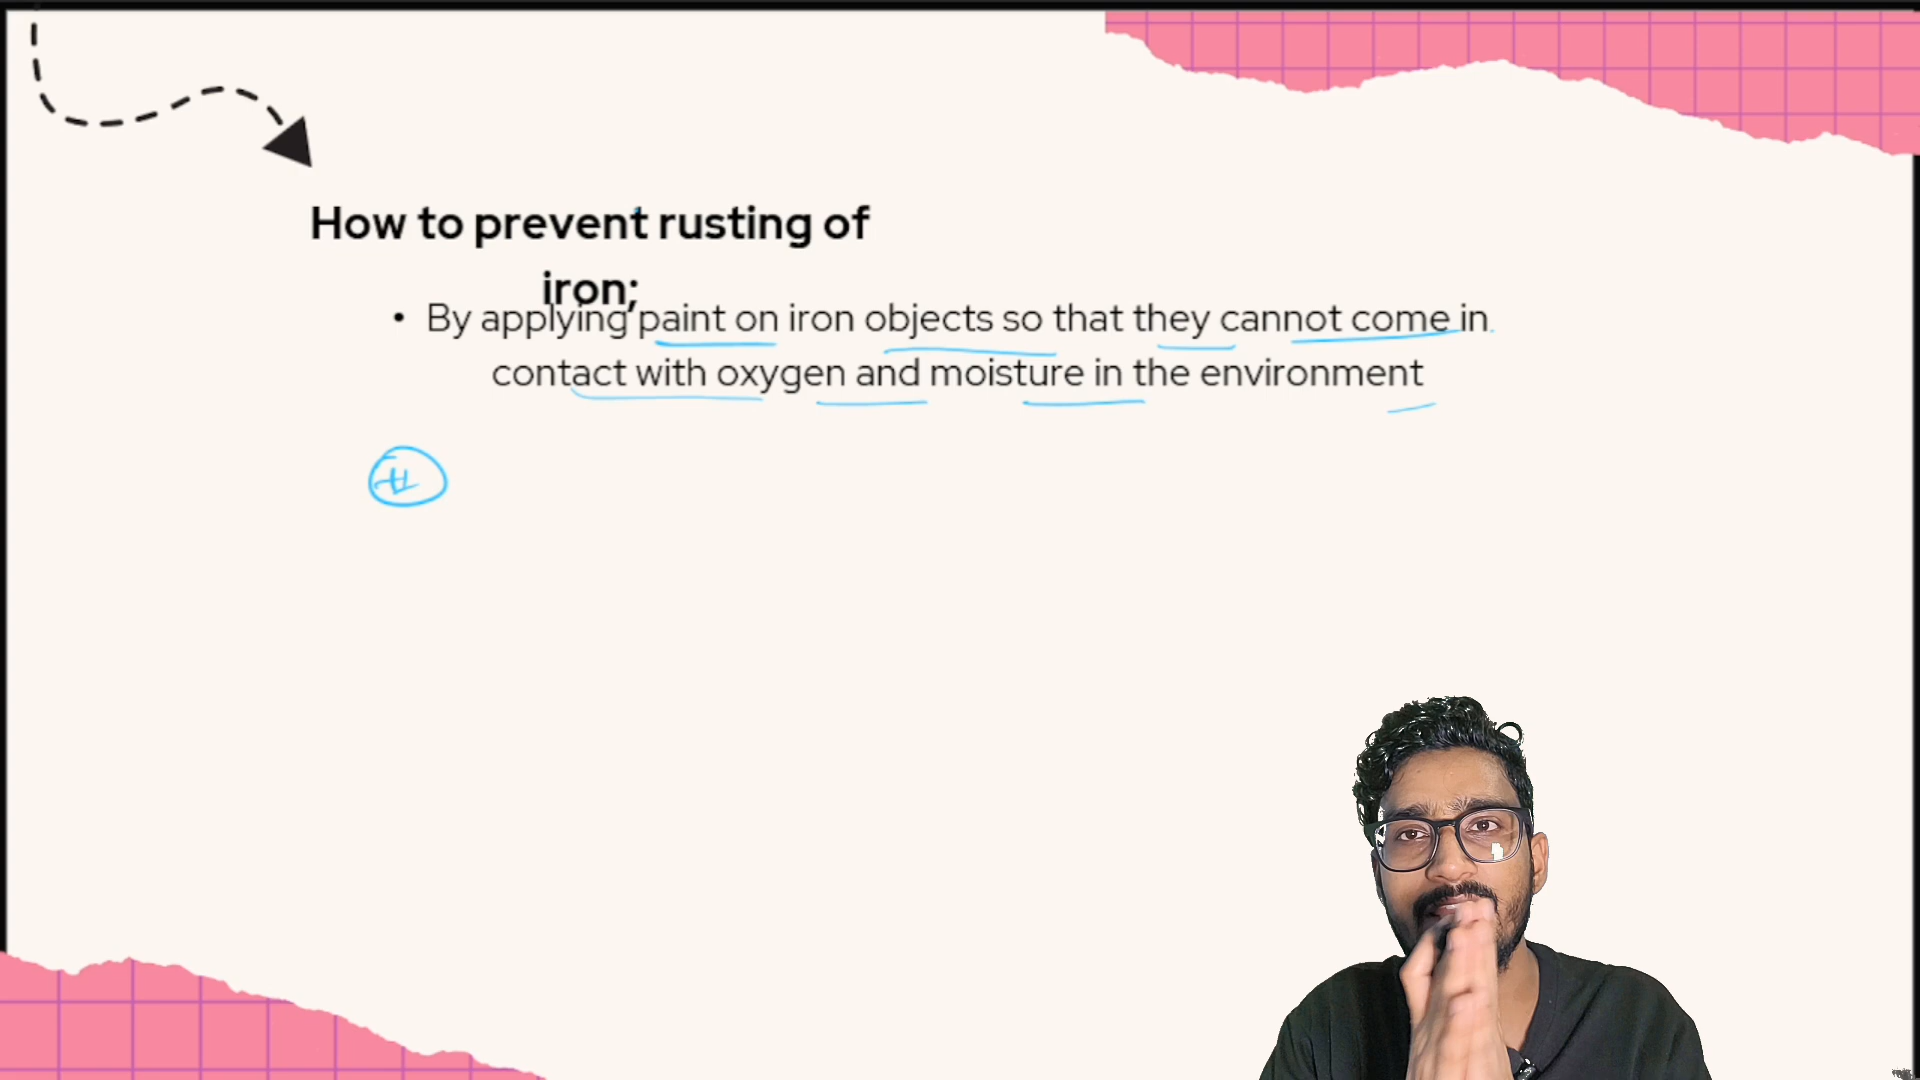 How to prevent rusting of
iron;
• By applying paint on iron objects so that they cannot come in
contact with oxygen and moisture in the environment